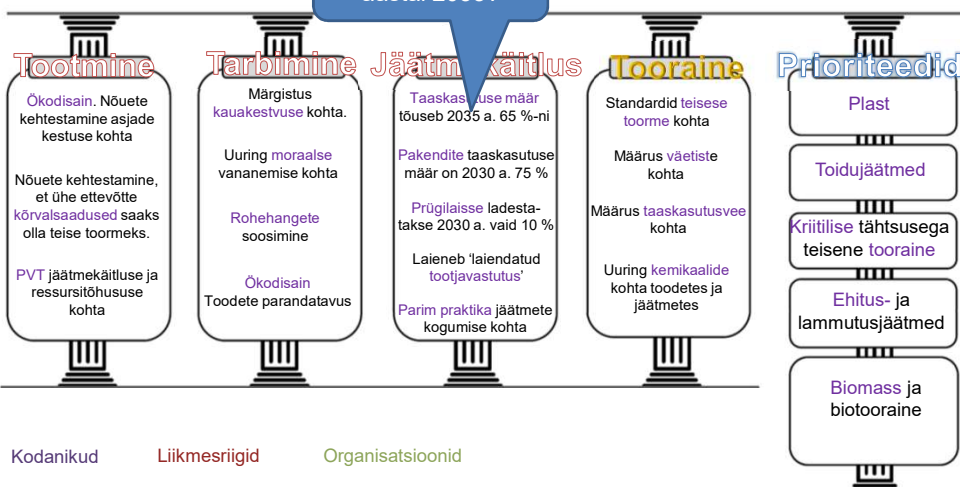 aastal 2035?
Tootmine
Ökodisain. Nõuete
kehtestamine asjade
kestuse kohta
Nõuete kehtestamine,
et ühe ettevõtte
kõrvalsaadused saaks
olla teise toormeks.
PVT jäätmekäitluse ja
ressursitõhususe
kohta
Tarbimine
Märgistus
kauakestvuse kohta.
Uuring moraalse
vananemise kohta
Rohehangete
soosimine
Ökodisain
Toodete parandatavus
Jäätmekäitlus
Taaskasutuse määr
tõuseb 2035 a. 65 %-ni
Pakendite taaskasutuse
määr on 2030 a. 75 %
Prügilaisse ladesta-
takse 2030 a. vaid 10 %
Laieneb ‘laiendatud
tootjavastutus’
Parim praktika jäätmete
kogumise kohta
Tooraine
Standardid teisese
toorme kohta
Määrus väetiste
kohta
Määrus taaskasutusvee
kohta
Uuring kemikaalide
kohta toodetes ja
jäätmetes
Prioriteedid
Plast
Toidujäätmed
Kriitilise tähtsusega
teisene tooraine
Ehitus- ja
lammutusjäätmed
Biomass ja
biotooraine
Kodanikud
Liikmesriigid
Organisatsioonid